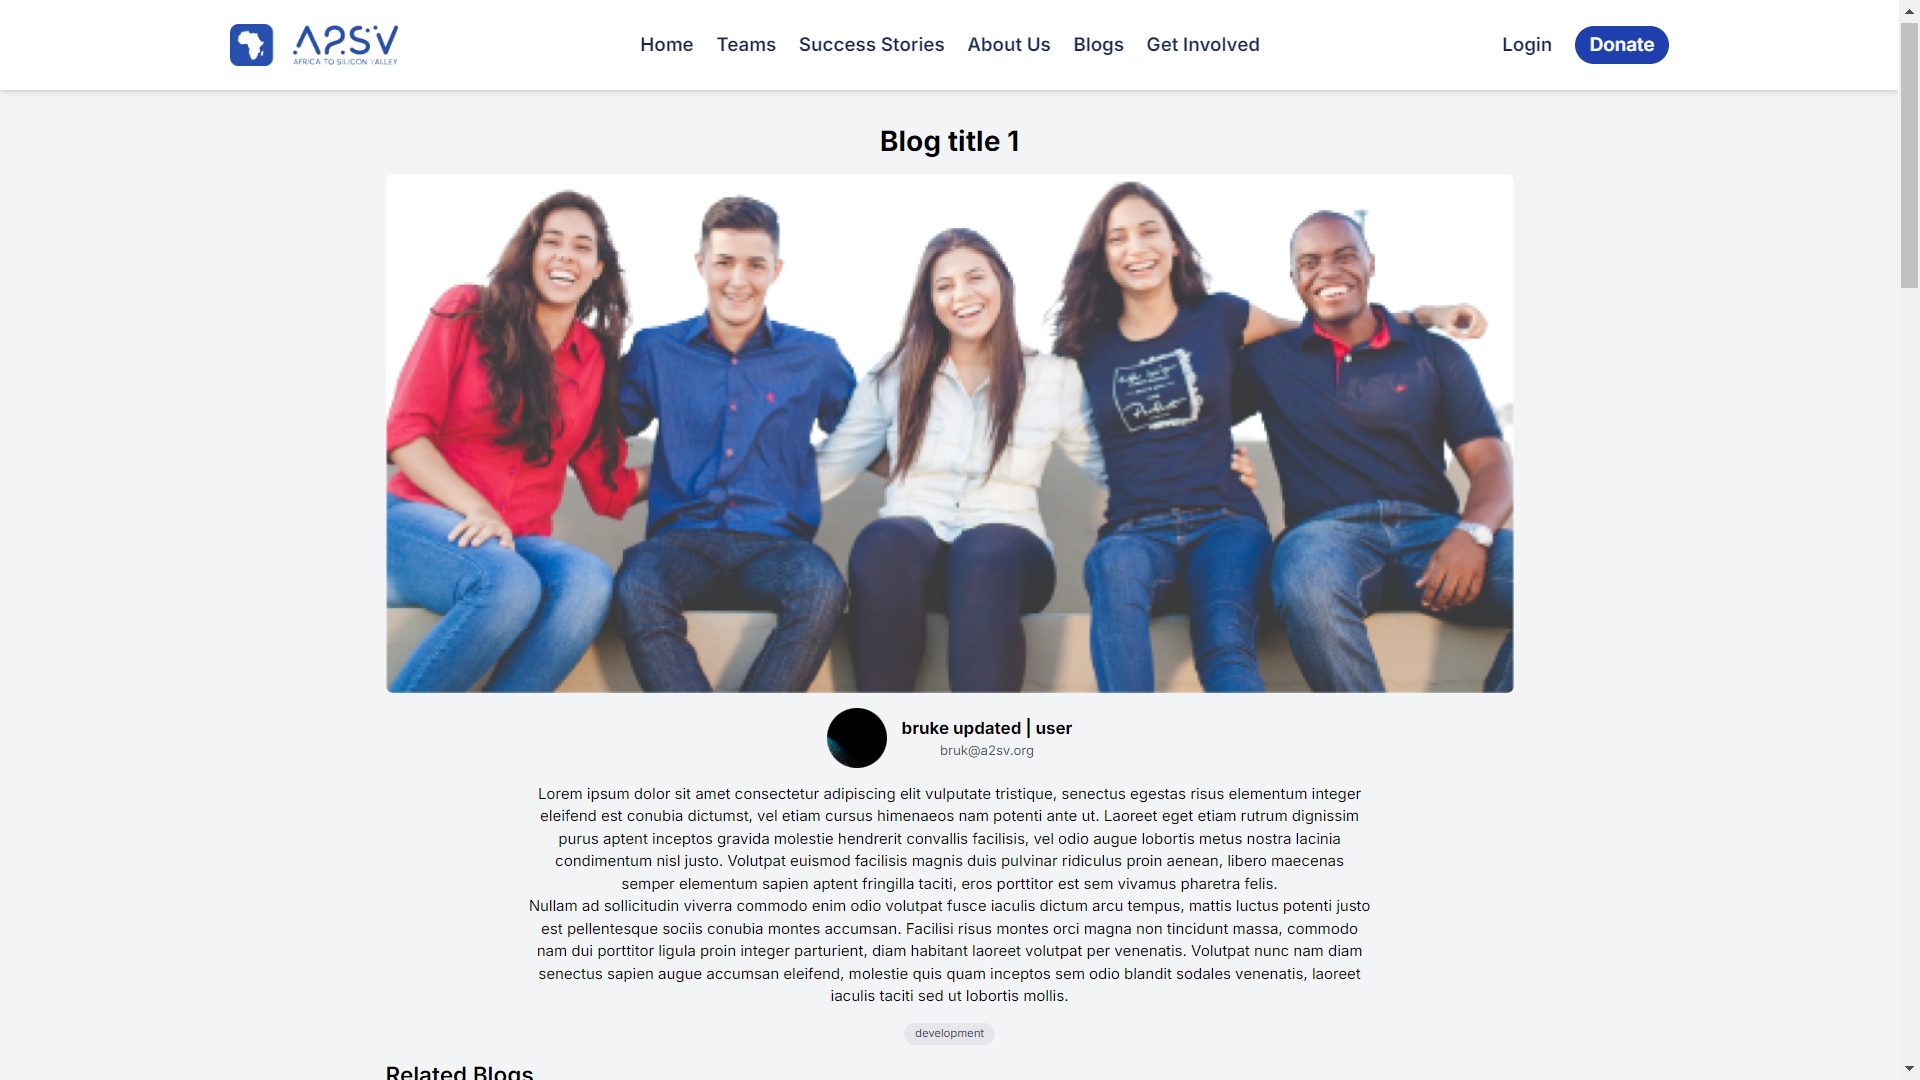 A2SV
AFRICA TO SILICON VALLEY
Home Teams Success Stories About Us Blogs Get Involved
Login Donate
Blog title 1
bruke updated | user
bruk@a2sv.org
Lorem ipsum dolor sit amet consectetur adipiscing elit vulputate tristique, senectus egestas risus elementum integer
eleifend est conubia dictumst, vel etiam cursus himenaeos nam potenti ante ut. Laoreet eget etiam rutrum dignissim
purus aptent inceptos gravida molestie hendrerit convallis facilisis, vel odio augue lobortis metus nostra lacinia
condimentum nisl justo. Volutpat euismod facilisis magnis duis pulvinar ridiculus proin aenean, libero maecenas
semper elementum sapien aptent fringilla taciti, eros porttitor est sem vivamus pharetra felis.
Nullam ad sollicitudin viverra commodo enim odio volutpat fusce iaculis dictum arcu tempus, mattis luctus potenti justo
est pellentesque sociis conubia montes accumsan. Facilisi risus montes orci magna non tincidunt massa, commodo
nam dui porttitor ligula proin integer parturient, diam habitant laoreet volutpat per venenatis. Volutpat nunc nam diam
senectus sapien augue accumsan eleifend, molestie quis quam inceptos sem odio blandit sodales venenatis, laoreet
iaculis taciti sed ut lobortis mollis.
development
Related Blogs